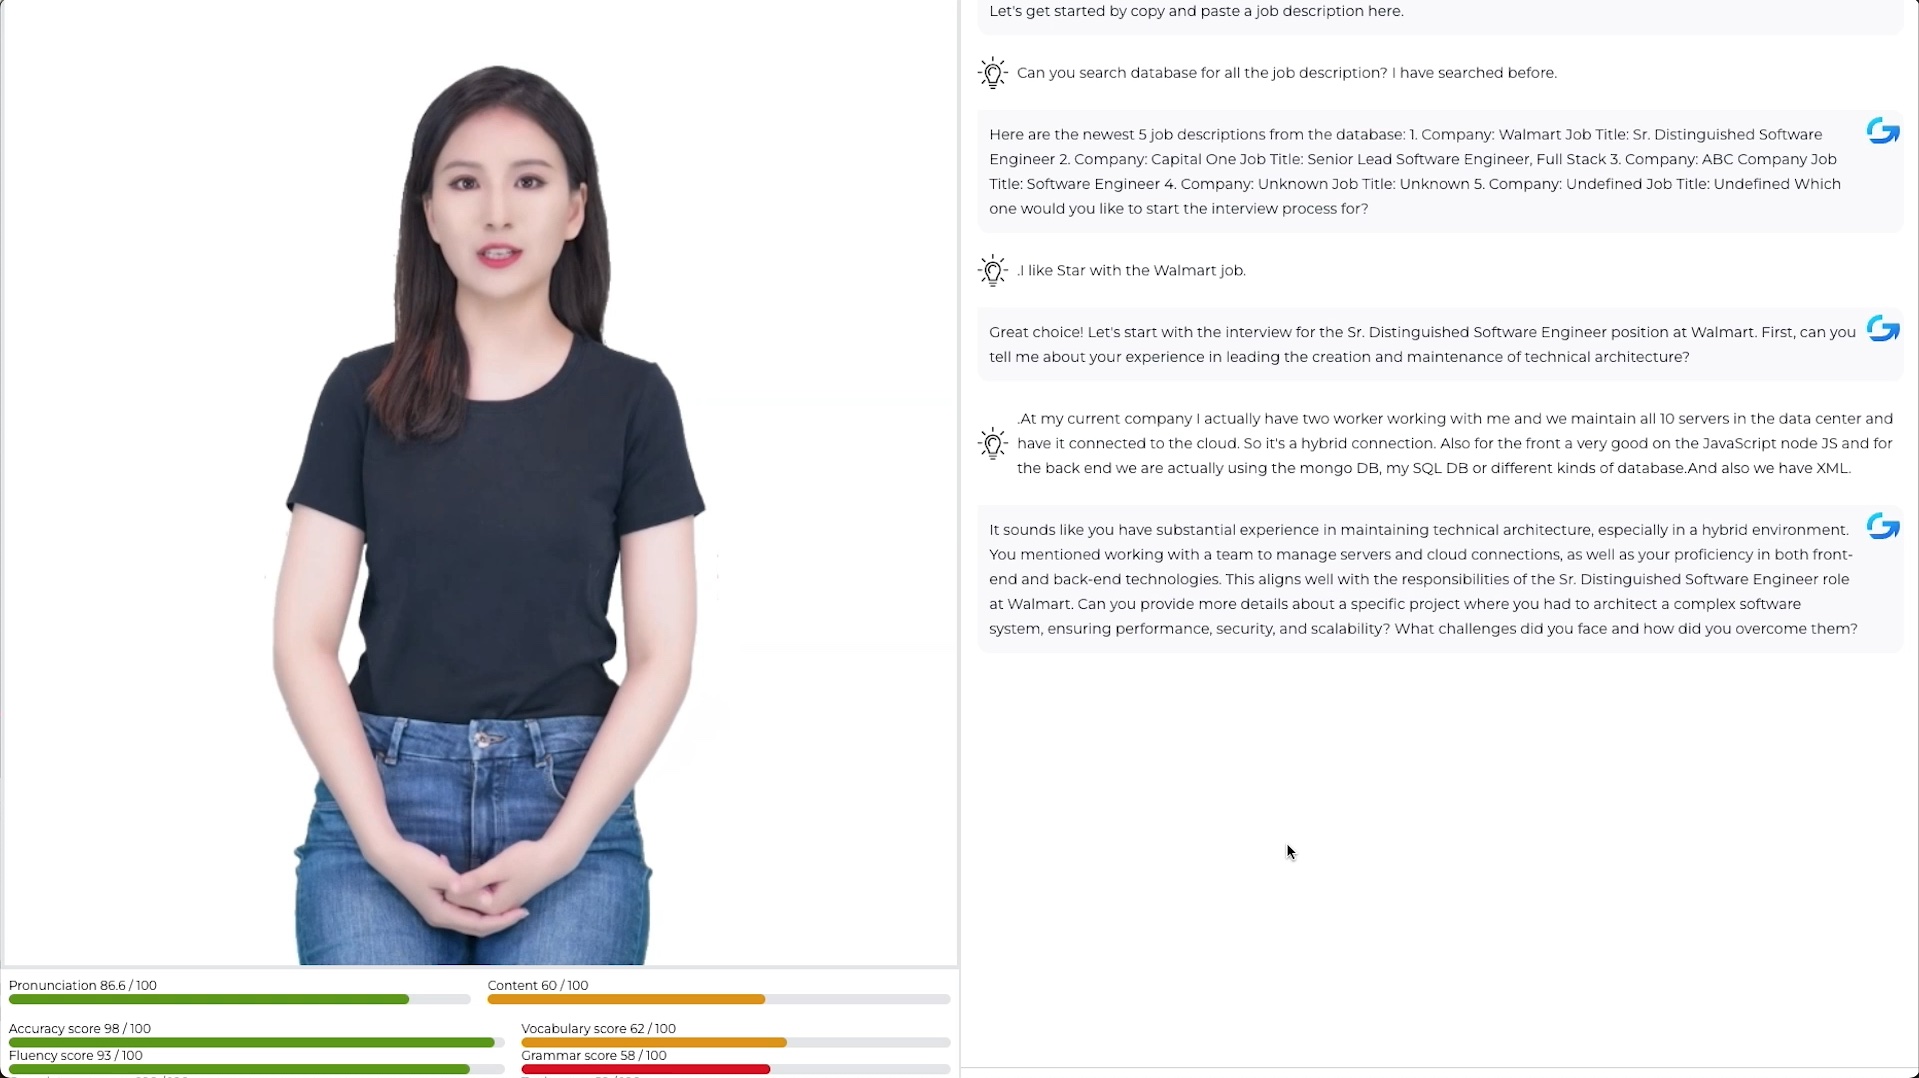 Let's get started by copy and paste a job description here.
Can you search database for all the job description? I have searched before.
Here are the newest 5 job descriptions from the database: 1. Company: Walmart Job Title: Sr. Distinguished Software
Engineer 2. Company: Capital One Job Title: Senior Lead Software Engineer, Full Stack 3. Company: ABC Company Job
Title: Software Engineer 4. Company: Unknown Job Title: Unknown 5. Company: Undefined Job Title: Undefined Which
one would you like to start the interview process for?
.I like Star with the Walmart job.
Great choice! Let's start with the interview for the Sr. Distinguished Software Engineer position at Walmart. First, can you
tell me about your experience in leading the creation and maintenance of technical architecture?
.At my current company I actually have two worker working with me and we maintain all 10 servers in the data center and
have it connected to the cloud. So it's a hybrid connection. Also for the front a very good on the JavaScript node JS and for
the back end we are actually using the mongo DB, my SQL DB or different kinds of database.And also we have XML.
It sounds like you have substantial experience in maintaining technical architecture, especially in a hybrid environment.
You mentioned working with a team to manage servers and cloud connections, as well as your proficiency in both front-
end and back-end technologies. This aligns well with the responsibilities of the Sr. Distinguished Software Engineer role
at Walmart. Can you provide more details about a specific project where you had to architect a complex software
system, ensuring performance, security, and scalability? What challenges did you face and how did you overcome them?
Pronunciation 86.6 / 100
Content 60 / 100
Accuracy score 98 / 100
Vocabulary score 62 / 100
Fluency score 93 / 100
Grammar score 58 / 100